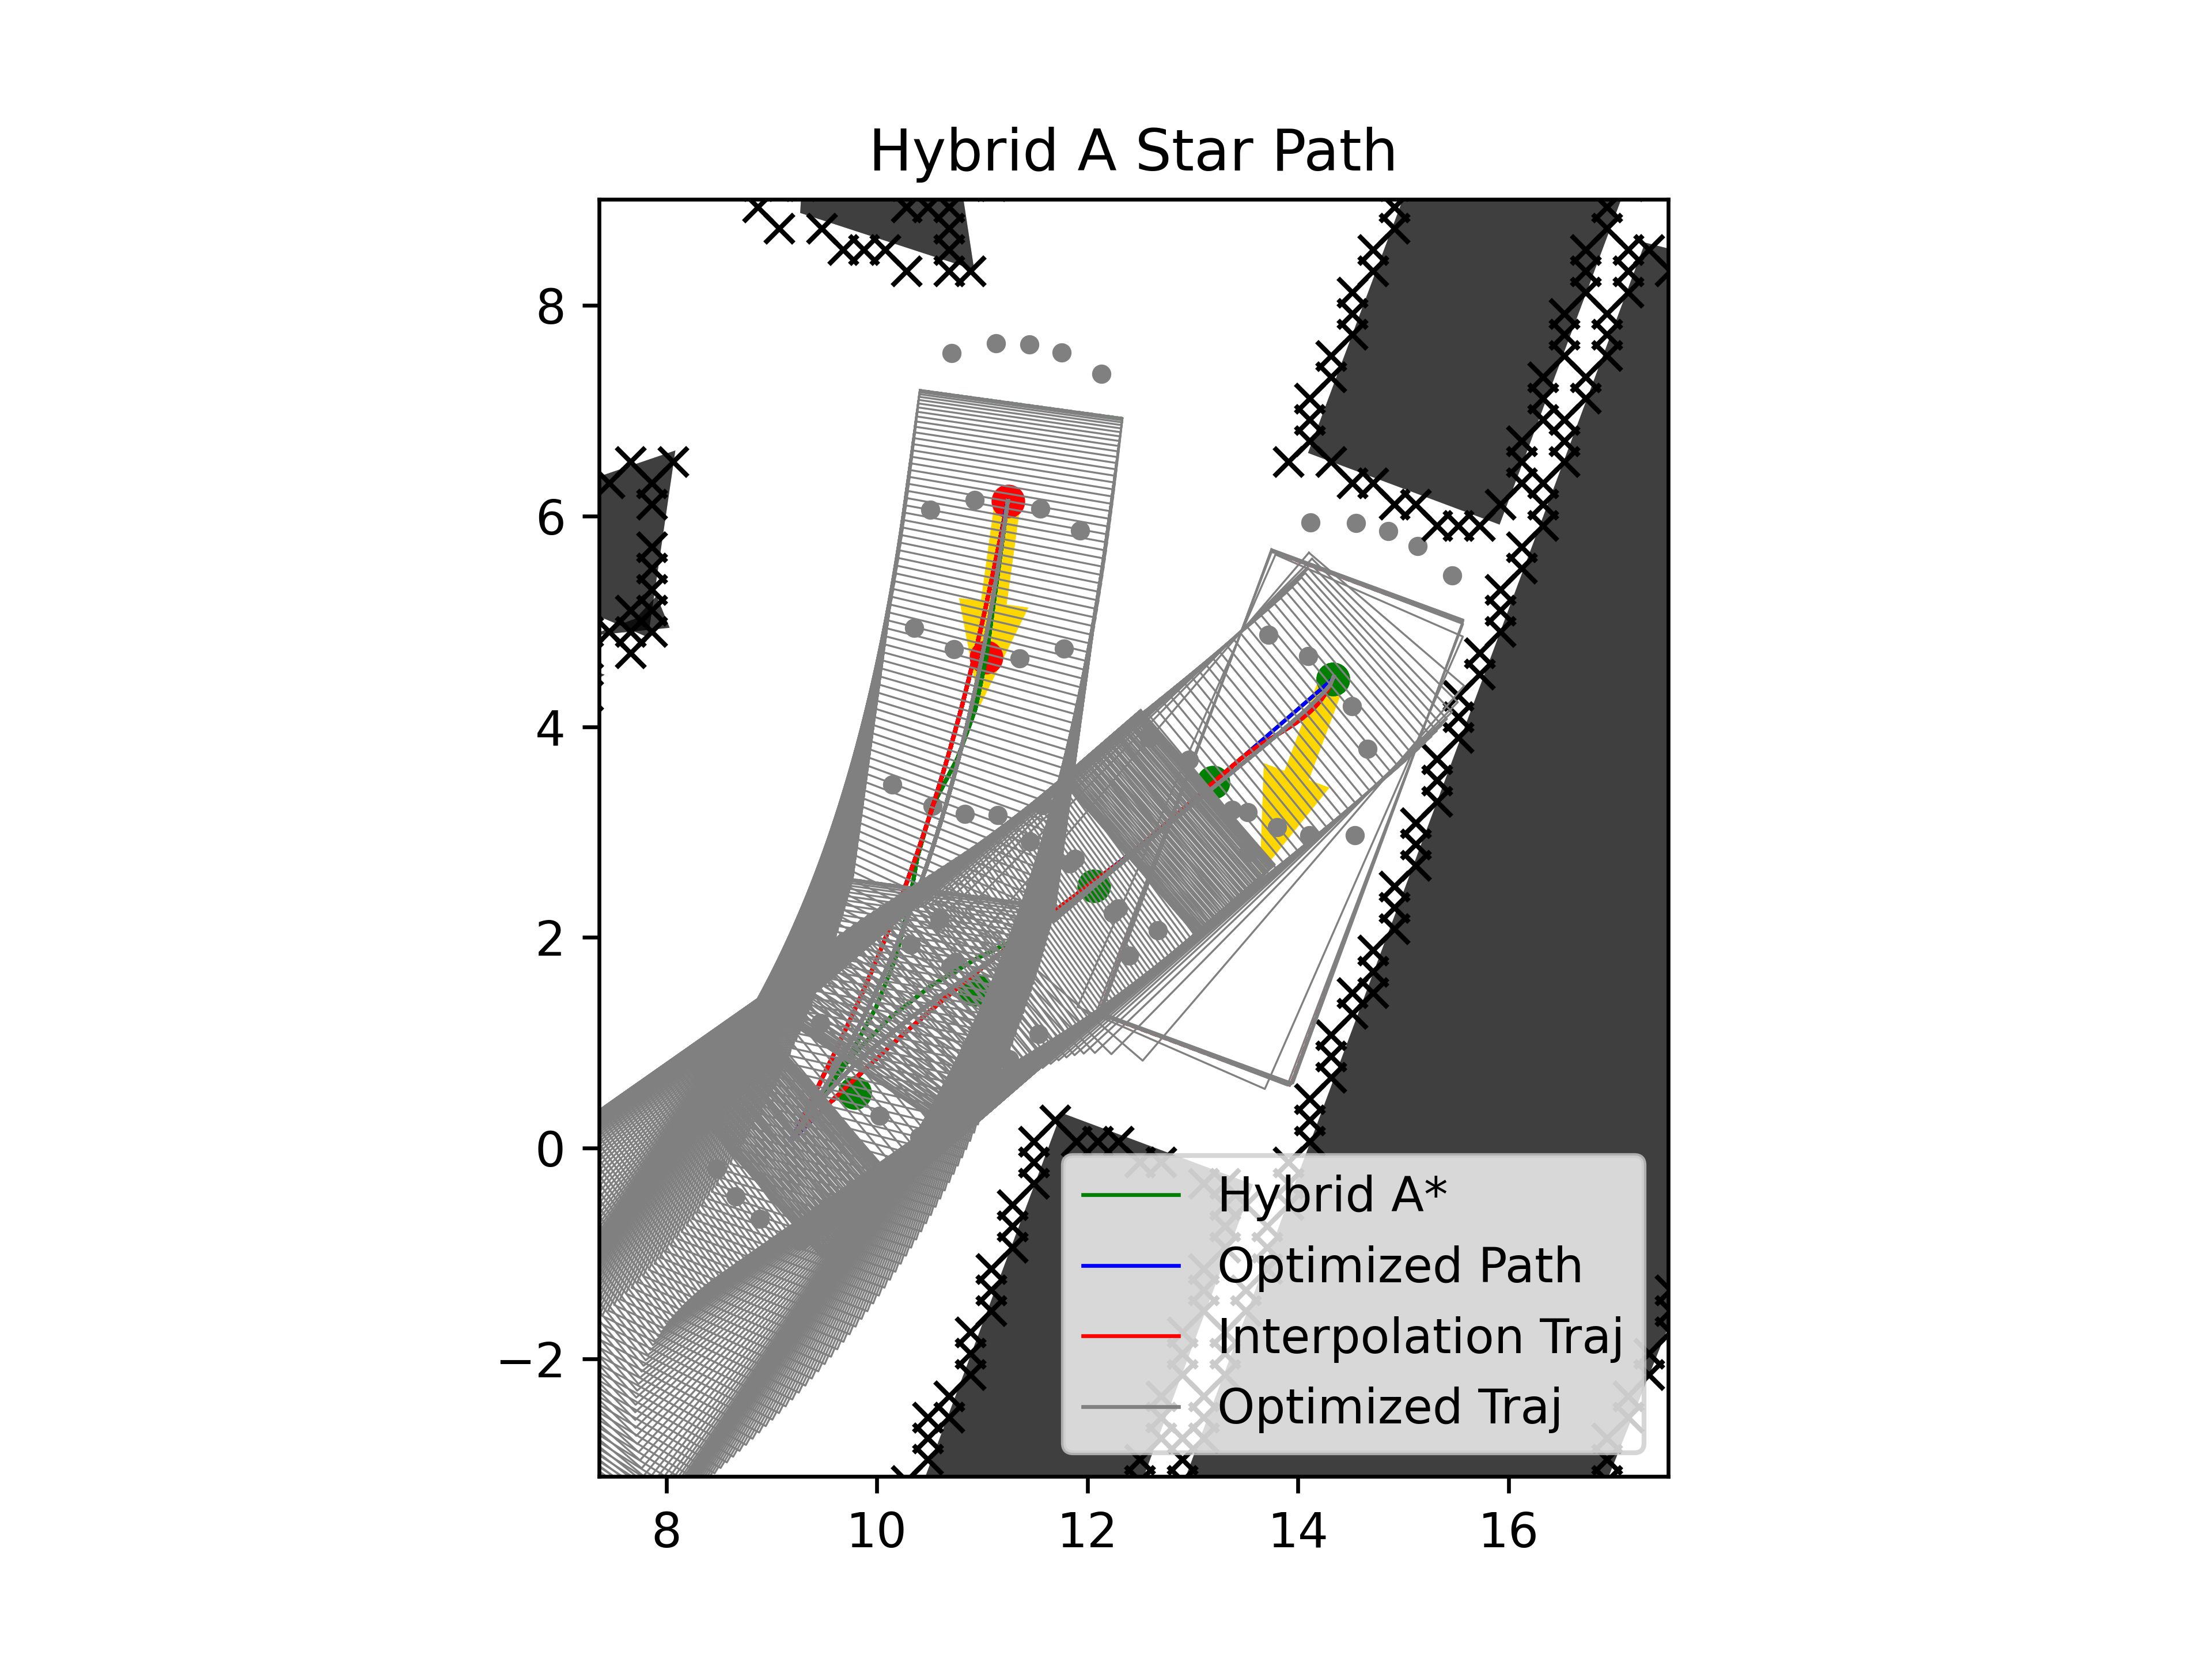 Hybrid A Star Path
8
6
4
2
0
−2
8 10 12 14 16
Hybrid A*
Optimized Path
Interpolation Traj
Optimized Traj